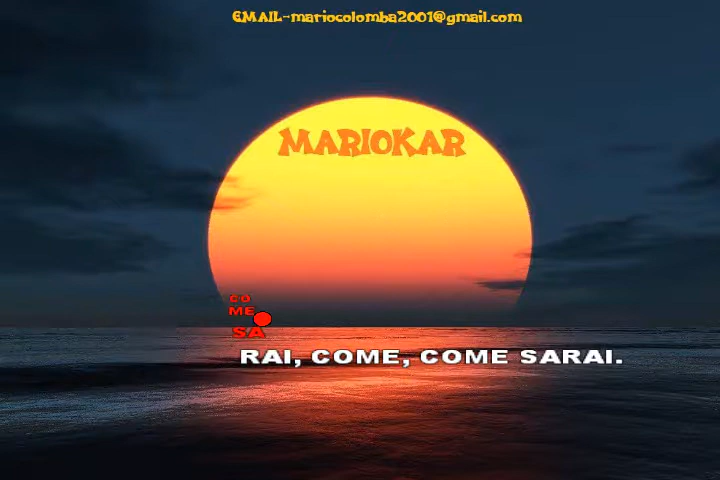 EMAIL-mariocolomba2001@gmail.com
MARIOKAR
CO
ME
SA
RAI, COME, COME SARAI.